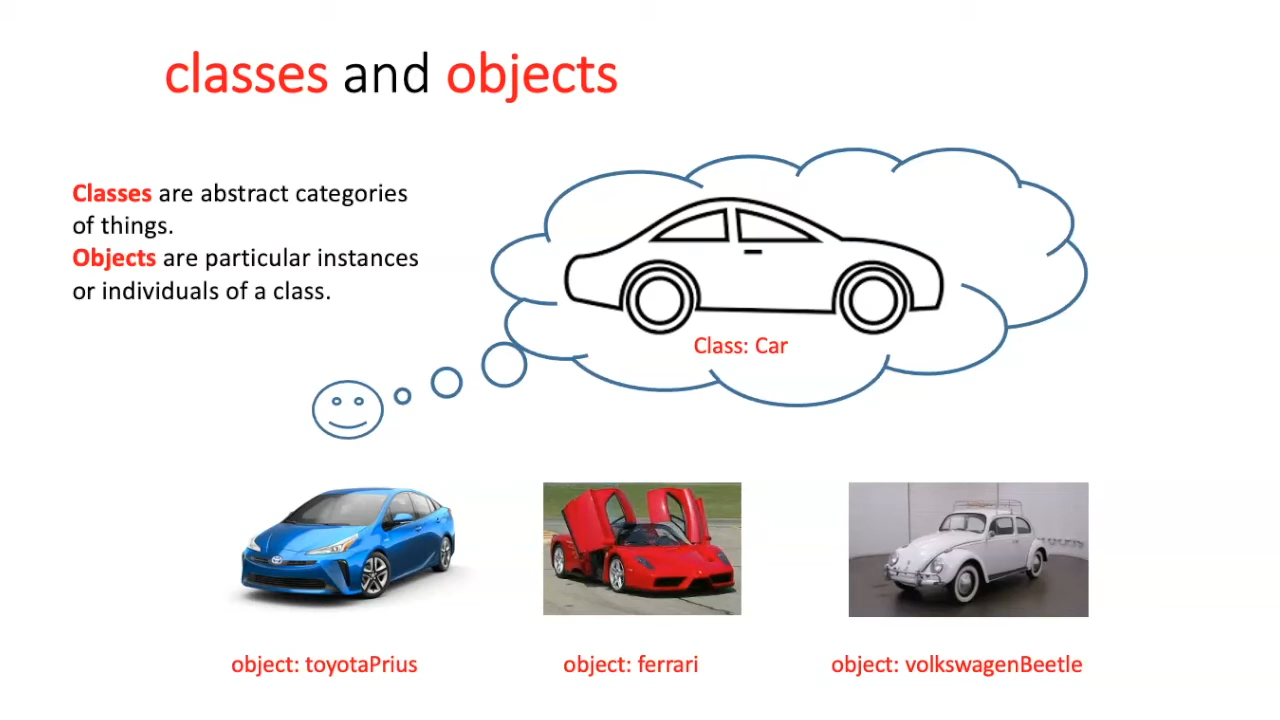 classes and objects
Classes are abstract categories
of things.
Objects are particular instances
or individuals of a class.
Class: Car
object: toyotaPrius
object: ferrari
object: volkswagenBeetle